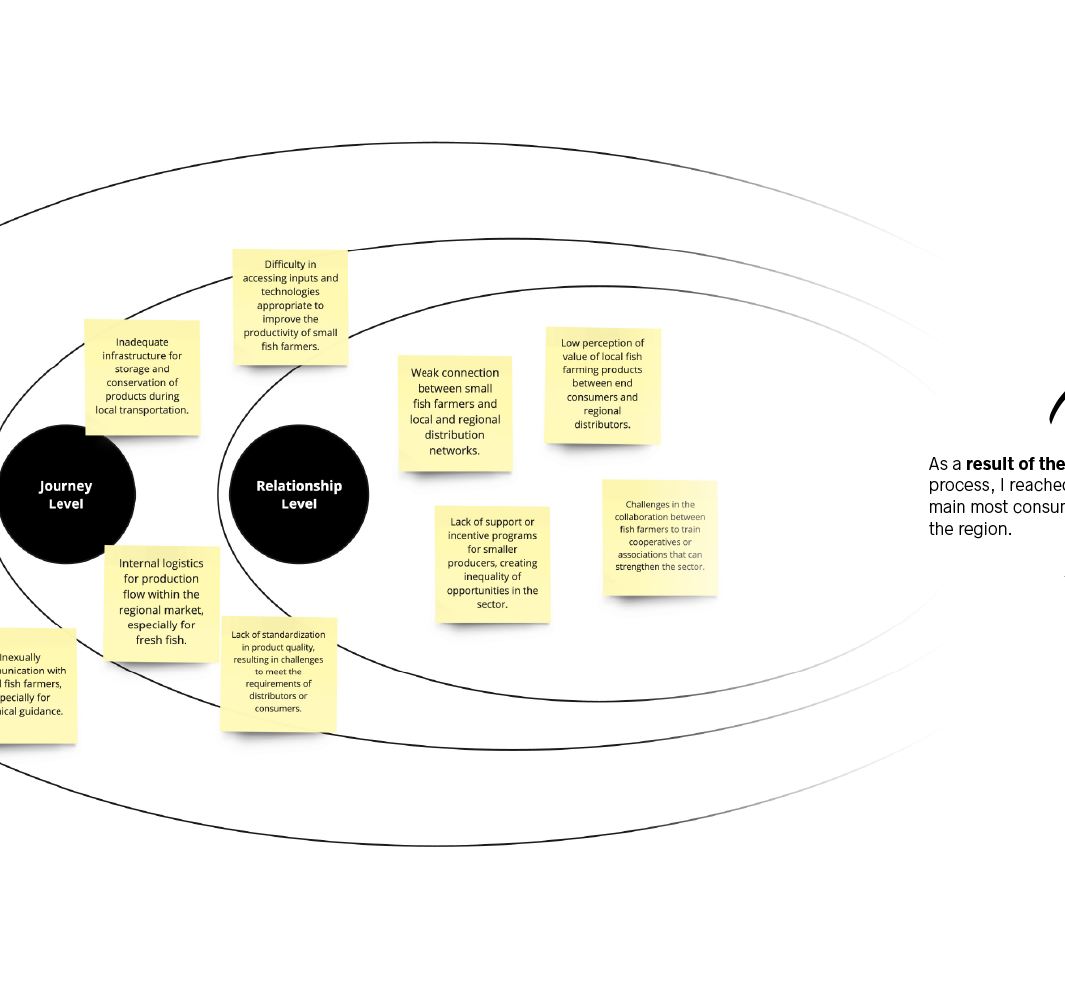 Difficulty in
accessing inputs and
technologies
appropriate to
improve the
productivity of small
fish farmers.
Inadequate
infrastructure for
storage and
conservation of
products during
local transportation.
Weak connection
between small
fish farmers and
local and regional
distribution
networks.
Low perception of
value of local fish
farming products
between end
consumers and
regional
distributors.
Journey
Level
Relationship
Level
As a result of the
process, I reached
main most consum
the region.
Challenges in the
collaboration between
fish farmers to train
cooperatives or
associations that can
strengthen the sector.
Lack of support or
incentive programs
for smaller
producers, creating
inequality of
opportunities in the
sector.
Internal logistics
for production
flow within the
regional market,
especially for
fresh fish.
Lack of standardization
in product quality,
resulting in challenges
to meet the
requirements of
distributors or
consumers.
Inexually
unication with
fish farmers,
pecially for
ical guidance.